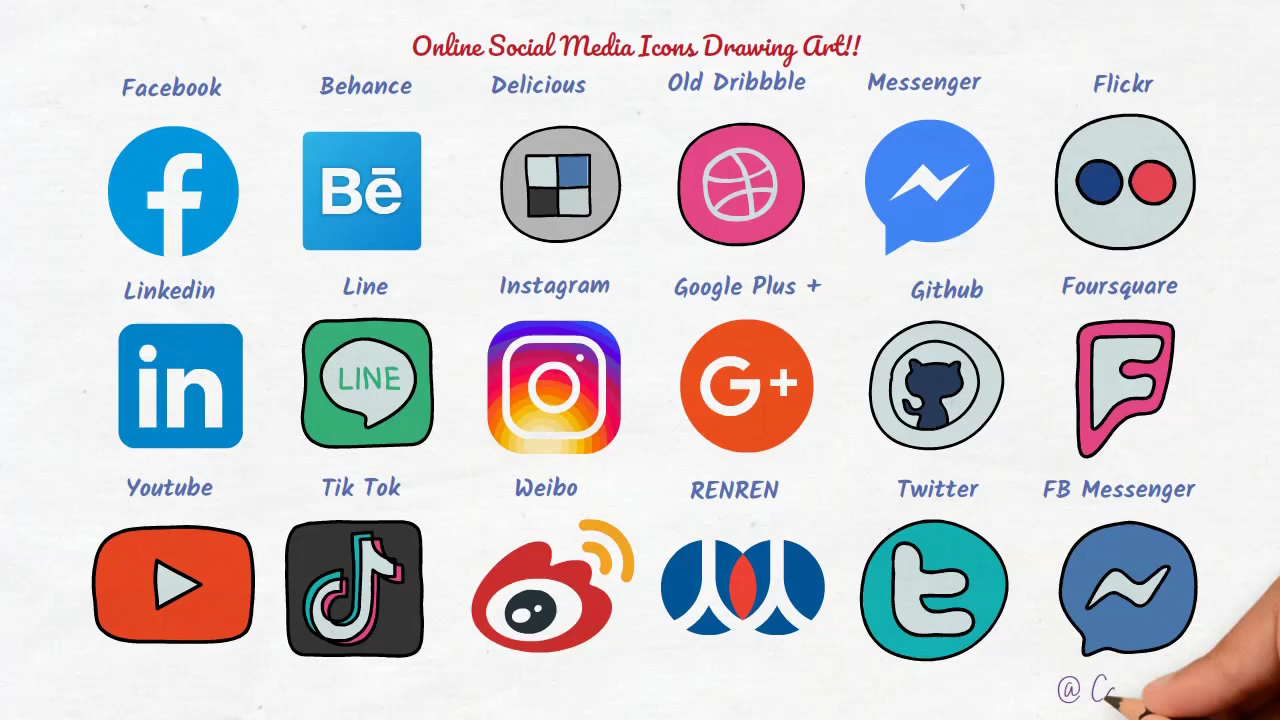 Online Social Media Icons Drawing Art!!
Facebook Behance Delicious Old Dribbble Messenger Flickr
f Bē
Linkedin Line Instagram Google Plus + Github Foursquare
in LINE G+ F
Youtube Tik Tok Weibo RENREN Twitter FB Messenger
t
@ C